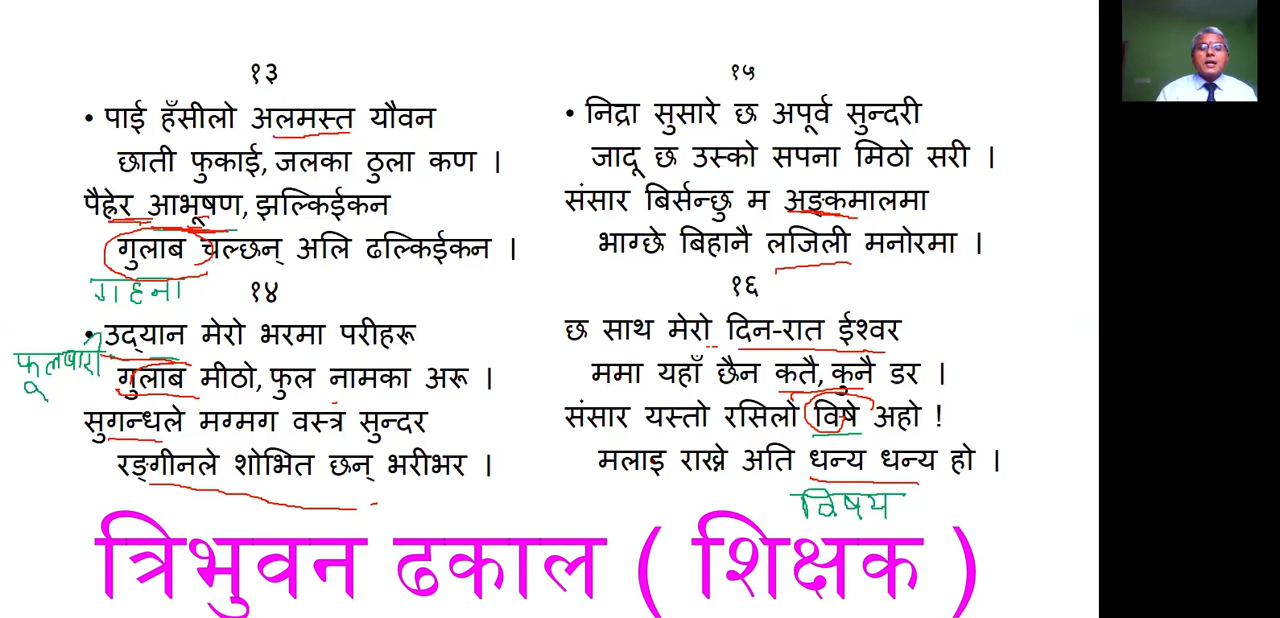 १३
• पाई हँसीलो अलमस्त यौवन
छाती फुकाई, जलका ठुला कण ।
पैह्रेर आभूषण, झल्किईकन
गुलाब चल्छन् अलि ढल्किईकन ।
गहना
१४
• उद्‌यान मेरो भरमा परीहरू
फूलबारी
गुलाब मीठो, फुल नामका अरू ।
सुगन्धले मग्मग वस्त्र सुन्दर
रङ्गीनले शोभित छन् भरीभर ।
१५
• निद्रा सुसारे छ अपूर्व सुन्दरी
जादू छ उस्को सपना मिठो सरी ।
संसार बिर्सन्छु म अङ्कमालमा
भाग्छे बिहानै लजिली मनोरमा ।
१६
छ साथ मेरो दिन-रात ईश्वर
ममा यहाँ छैन कतै, कुनै डर ।
संसार यस्तो रसिलो विषे अहो !
मलाइ राख्ने अति धन्य धन्य हो ।
विषय
त्रिभुवन ढकाल ( शिक्षक )